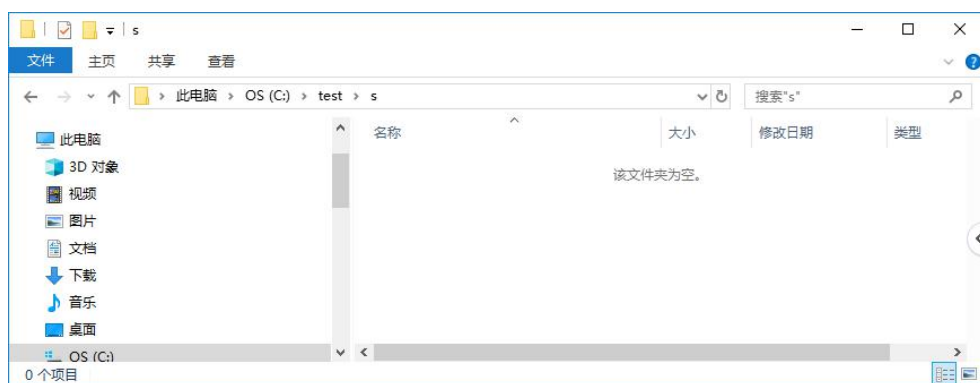 s
文件 主页 共享 查看
此电脑 > OS (C:) > test > s 搜索"s"
名称 大小 修改日期 类型
该文件夹为空。
此电脑
3D 对象
视频
图片
文档
下载
音乐
桌面
OS (C:)
0 个项目